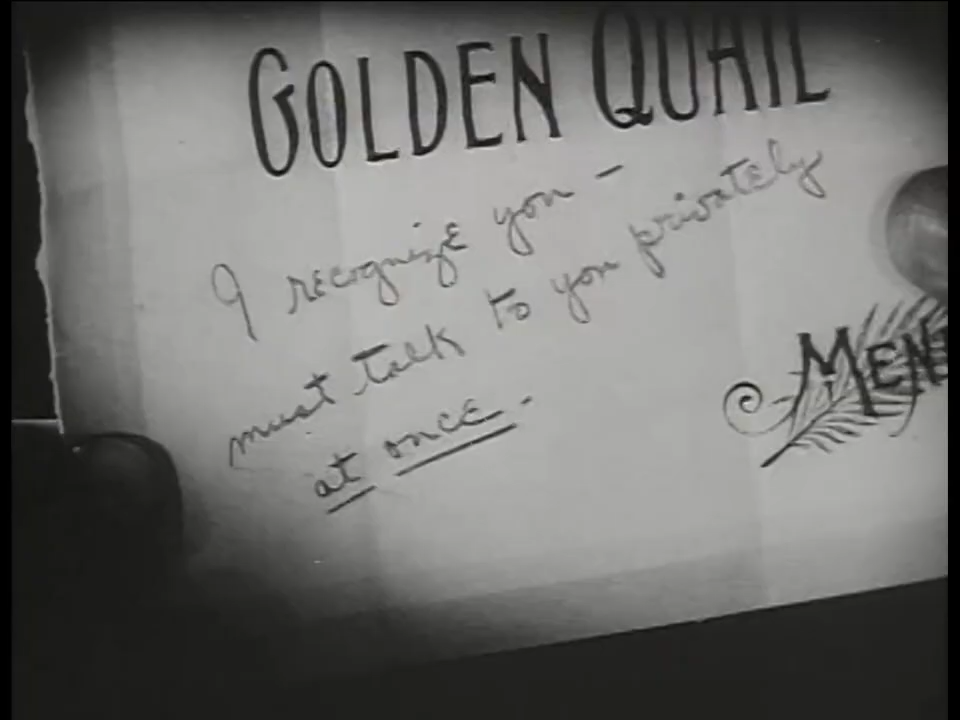 GOLDEN QUAIL
I recognize you -
must talk to you privately
at once -
MEN